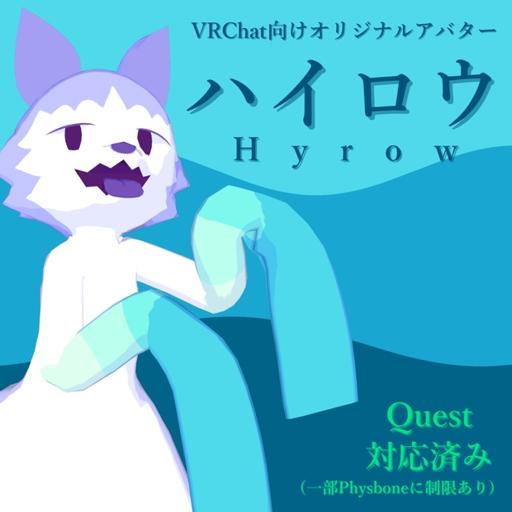 VRChat向けオリジナルアバター
ハイロウ
Hyrow
Quest
対応済み
(一部Physboneに制限あり)